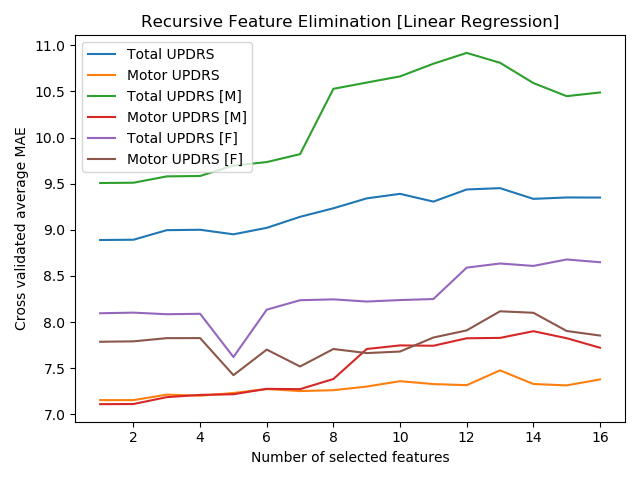 Recursive Feature Elimination [Linear Regression]
Cross validated average MAE
11.0
10.5
10.0
9.5
9.0
8.5
8.0
7.5
7.0
Total UPDRS
Motor UPDRS
Total UPDRS [M]
Motor UPDRS [M]
Total UPDRS [F]
Motor UPDRS [F]
2 4 6 8 10 12 14 16
Number of selected features